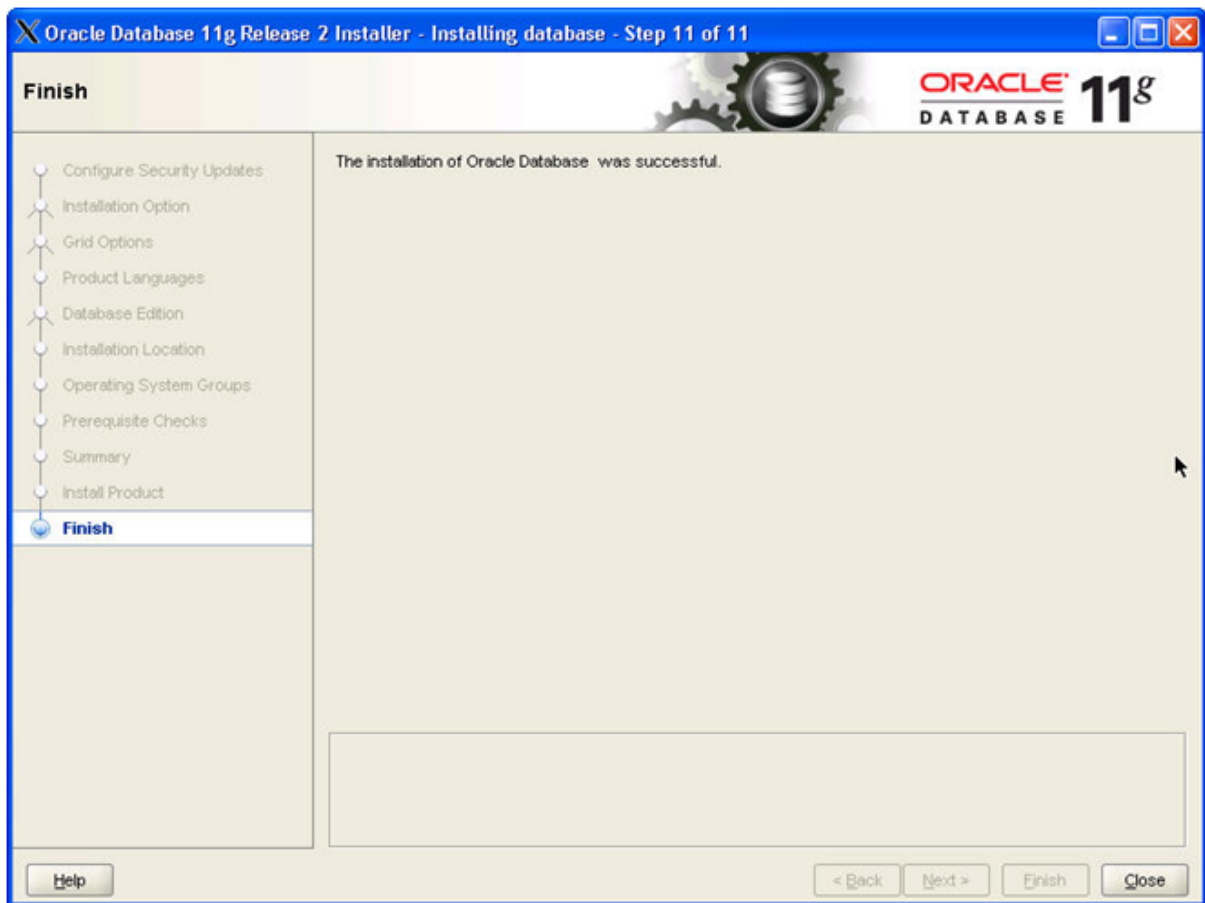 Oracle Database 11g Release 2 Installer - Installing database - Step 11 of 11
Finish
ORACLE
DATABASE
11g
Configure Security Updates
Installation Option
Grid Options
Product Languages
Database Edition
Installation Location
Operating System Groups
Prerequisite Checks
Summary
Install Product
Finish
The installation of Oracle Database was successful.
Help
< Back
Next >
Finish
Close